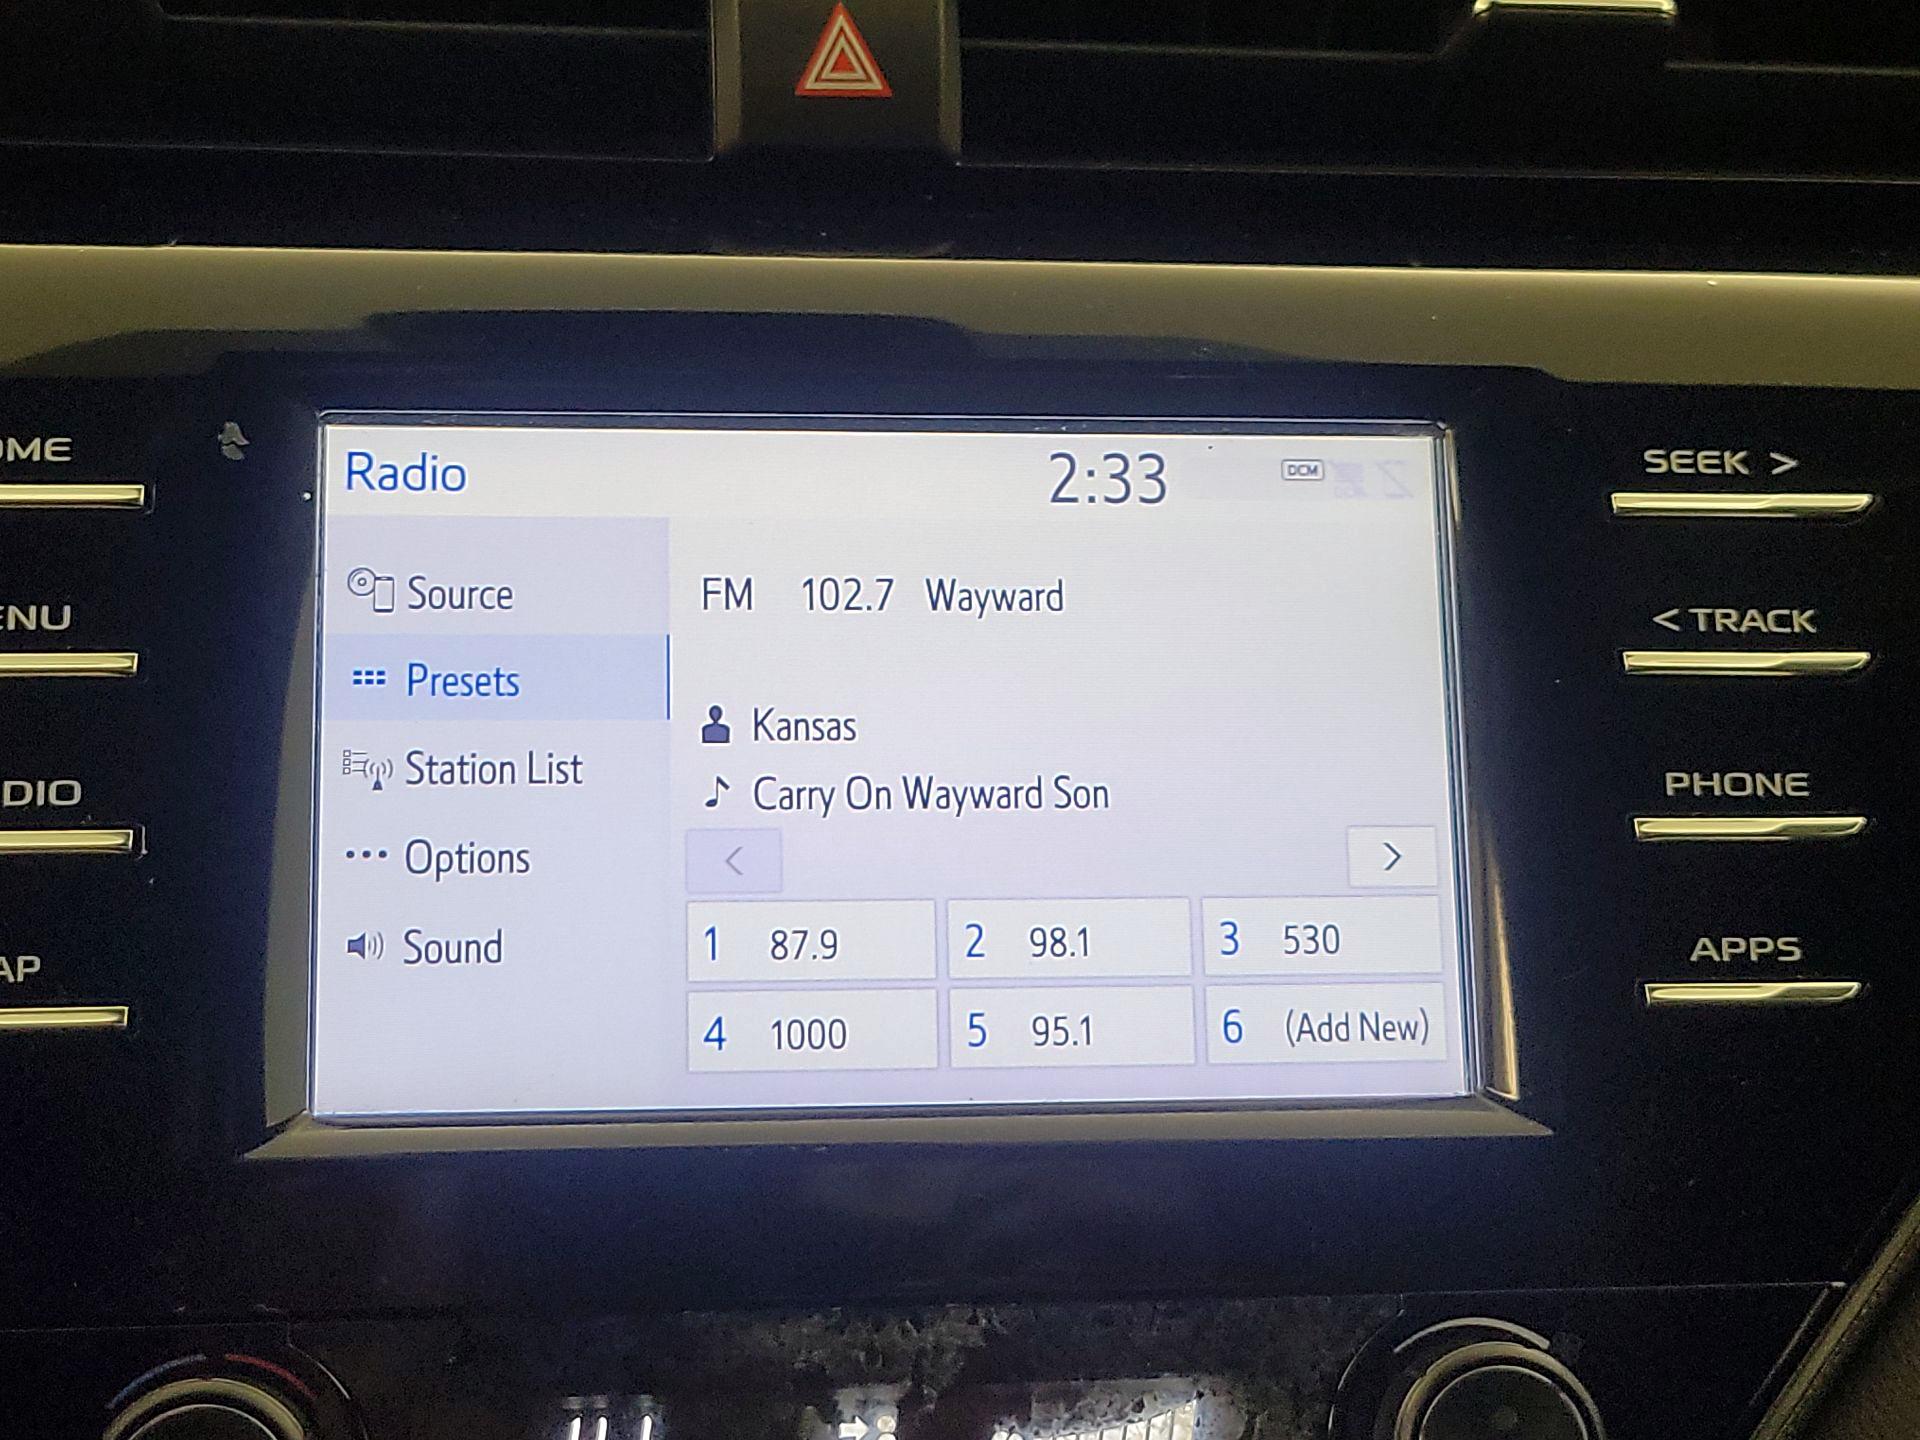 Radio
2:33
DCM
Source
Presets
Station List
Options
Sound
FM 102.7 Wayward
Kansas
Carry On Wayward Son
<
>
1 87.9
2 98.1
3 530
4 1000
5 95.1
6 (Add New)
OME
ENU
DIO
AP
SEEK >
< TRACK
PHONE
APPS